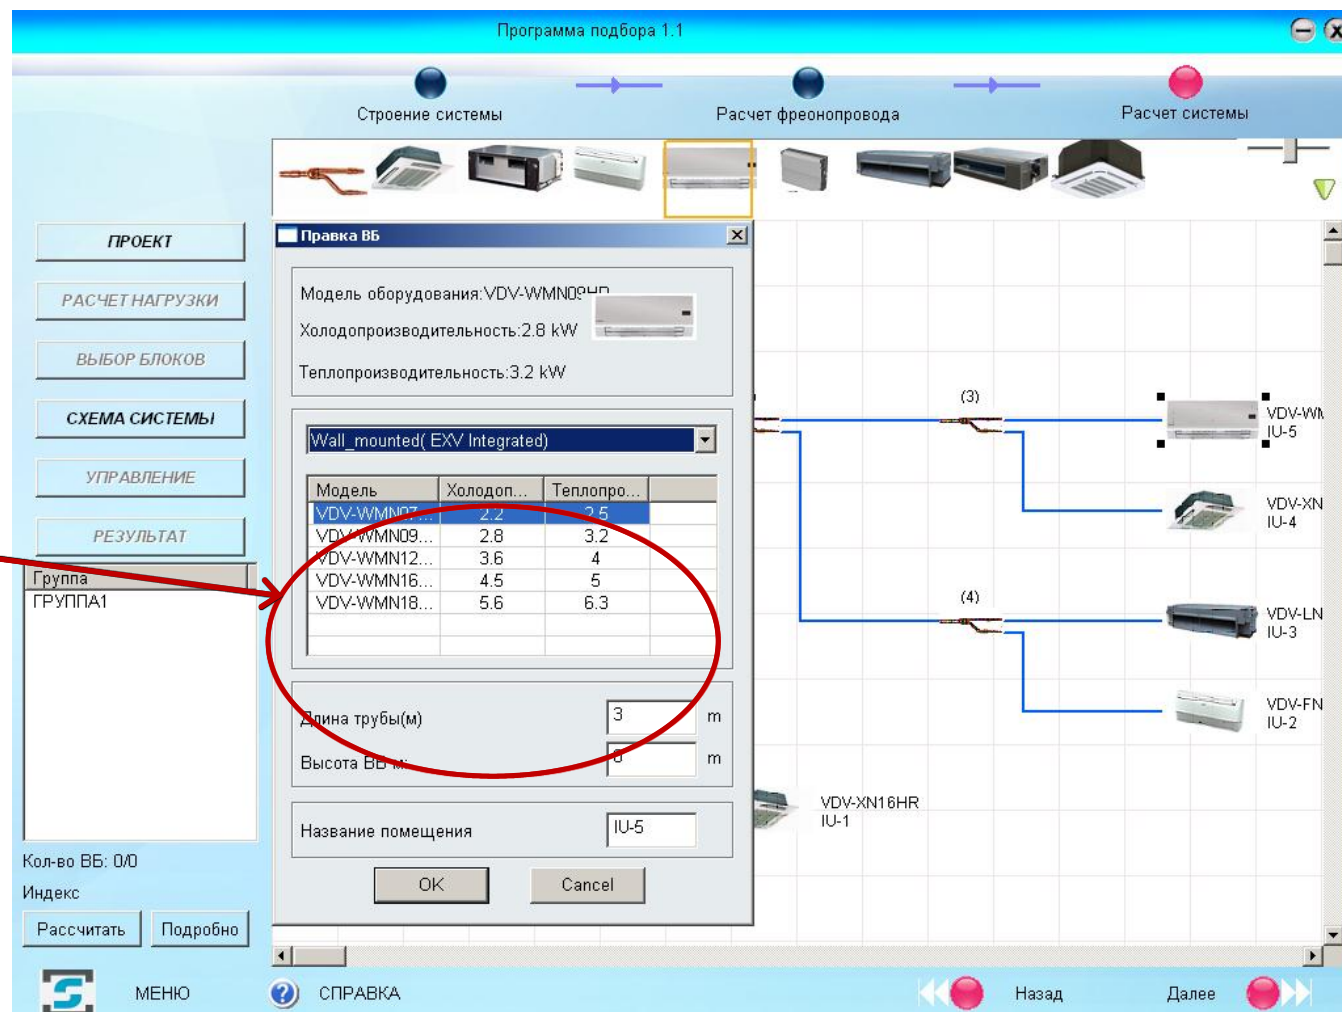 Программа подбора 1.1
Строение системы
Расчет фреонопровода
Расчет системы
ПРОЕКТ
РАСЧЕТ НАГРУЗКИ
ВЫБОР БЛОКОВ
СХЕМА СИСТЕМЫ
УПРАВЛЕНИЕ
РЕЗУЛЬТАТ
Группа
ГРУППА1
Кол-во ВБ: 0/0
Индекс
Рассчитать Подробно
Правка ВБ
Модель оборудования:VDV-WMN09HR
Холодопроизводительность:2.8 kW
Теплопроизводительность:3.2 kW
Wall_mounted( EXV Integrated)
Модель Холодоп... Теплопро...
VDV-WMN07... 2.2 2.5
VDV-WMN09... 2.8 3.2
VDV-WMN12... 3.6 4
VDV-WMN16... 4.5 5
VDV-WMN18... 5.6 6.3
Длина трубы(м) 3 m
Высота ВБ м: 0 m
Название помещения IU-5
OK Cancel
(3)
VDV-WM
IU-5
VDV-XN
IU-4
(4)
VDV-LN
IU-3
VDV-FN
IU-2
VDV-XN16HR
IU-1
МЕНЮ
СПРАВКА
Назад
Далее